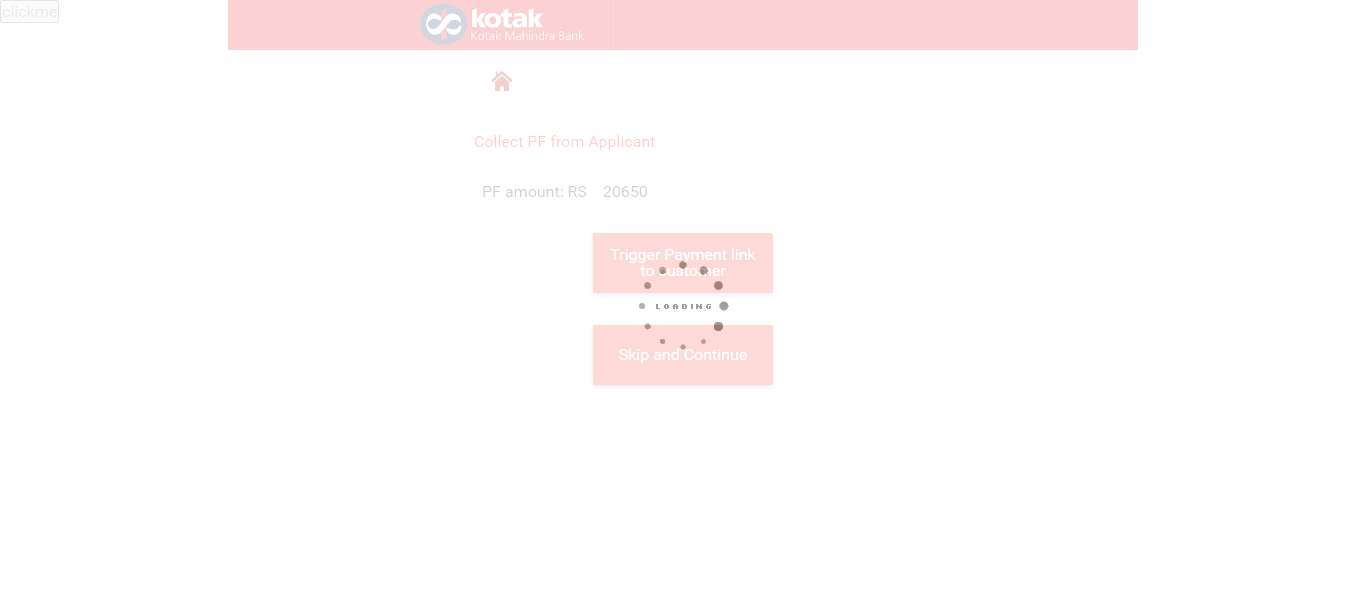 clickme
kotak
Kotak Mahindra Bank
Collect PF from Applicant
PF amount: RS 20650
Trigger Payment link
to customer
LOADING
Skip and Continue